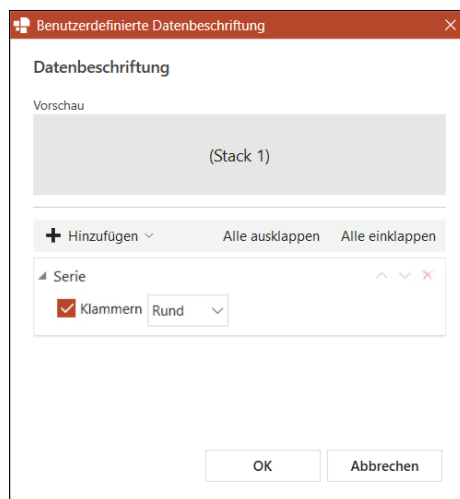 Benutzerdefinierte Datenbeschriftung
Datenbeschriftung
Vorschau
(Stack 1)
Hinzufügen Alle ausklappen Alle einklappen
Serie
Klammern Rund
OK Abbrechen